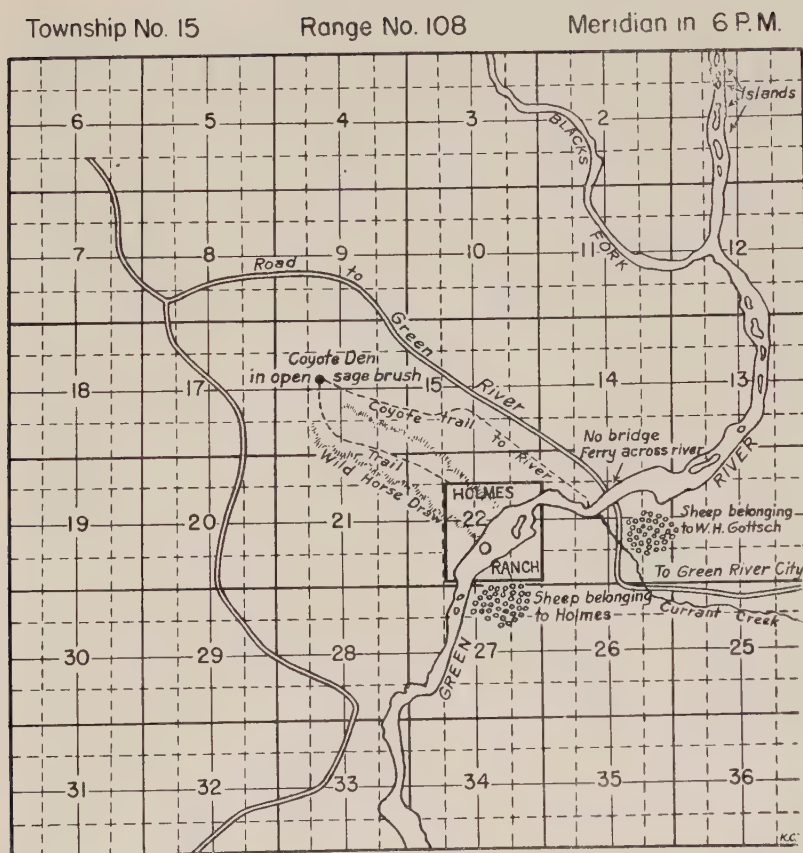 Township No. 15 Range No. 108 Meridian in 6 P.M.
6 5 4 3 2
Islands
BLACKS
FORK
7 8 9 10 11 12
Road to Green River
Coyote Den
in open sage brush
18 17 15 14 13
Coyote trail to River
Trail
Wild Horse Draw
No bridge
Ferry across river
RIVER
HOLMES
19 20 21 22
RANCH
Sheep belonging
to W.H. Gottsch
To Green River City
Sheep belonging
to Holmes
Currant Creek
GREEN
30 29 28 27 26 25
31 32 33 34 35 36
K.C.